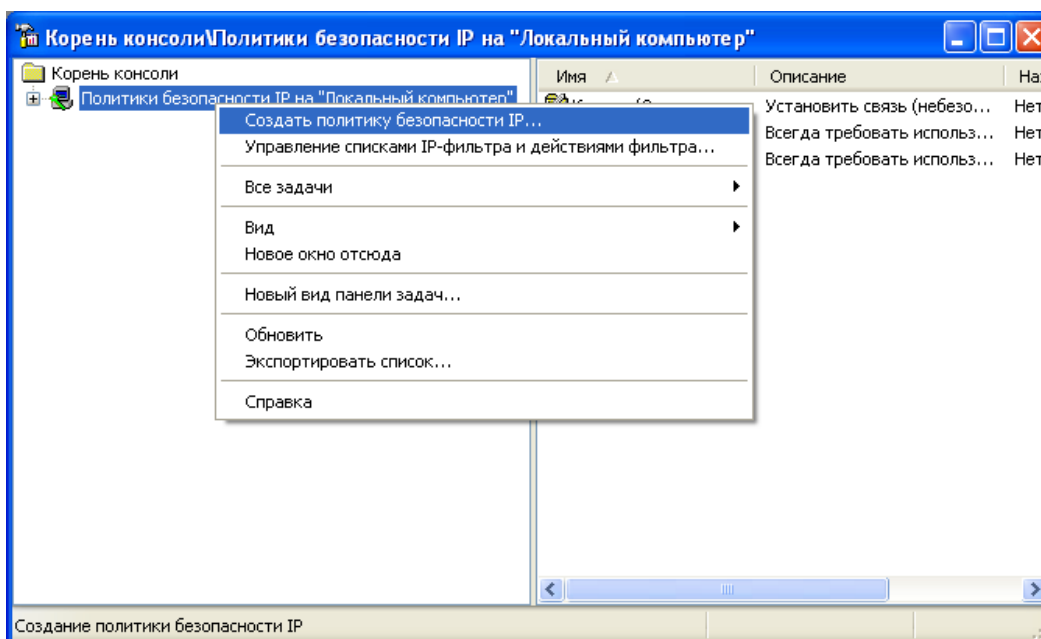 Корень консоли\Политики безопасности IP на "Локальный компьютер"
Корень консоли
Политики безопасности IP на "Локальный компьютер"
Имя
Описание
На
Установить связь (небезо... Нет
Всегда требовать использ... Нет
Всегда требовать использ... Нет
Создать политику безопасности IP...
Управление списками IP-фильтра и действиями фильтра...
Все задачи
Вид
Новое окно отсюда
Новый вид панели задач...
Обновить
Экспортировать список...
Справка
Создание политики безопасности IP